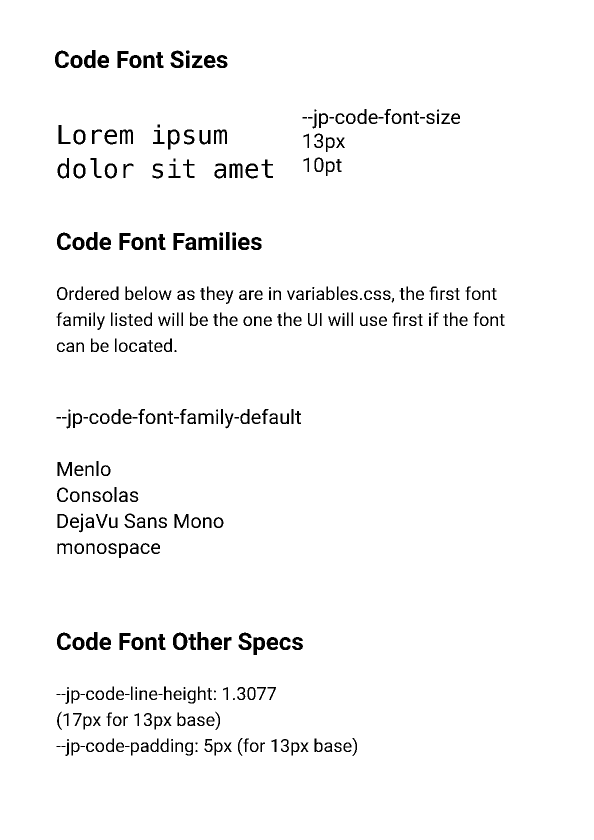 Code Font Sizes
Lorem ipsum
dolor sit amet
--jp-code-font-size
13px
10pt
Code Font Families
Ordered below as they are in variables.css, the first font
family listed will be the one the UI will use first if the font
can be located.
--jp-code-font-family-default
Menlo
Consolas
DejaVu Sans Mono
monospace
Code Font Other Specs
--jp-code-line-height: 1.3077
(17px for 13px base)
--jp-code-padding: 5px (for 13px base)